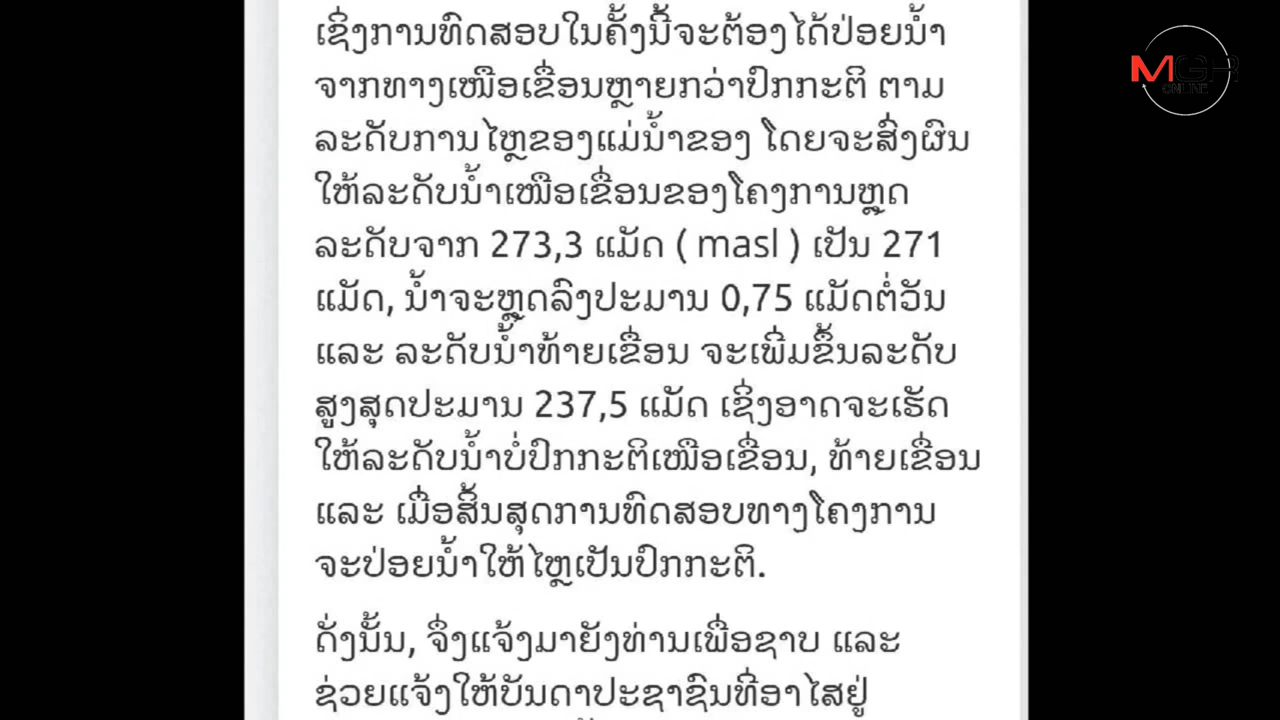 ເຊິ່ງການທົດສອບໃນຄັ້ງນີ້ຈະຕ້ອງໄດ້ປ່ອຍນ້ຳ
ຈາກທາງເໜືອເຂື່ອນຫຼາຍກວ່າປົກກະຕິ ຕາມ
ລະດັບການໄຫຼຂອງແມ່ນ້ຳຂອງ ໂດຍຈະສົ່ງຜົນ
ໃຫ້ລະດັບນ້ຳເໜືອເຂື່ອນຂອງໂຄງການຫຼຸດ
ລະດັບຈາກ 273,3 ແມັດ ( masl ) ເປັນ 271
ແມັດ, ນ້ຳຈະຫຼຸດລົງປະມານ 0,75 ແມັດຕໍ່ວັນ
ແລະ ລະດັບນ້ຳທ້າຍເຂື່ອນ ຈະເພີ່ມຂຶ້ນລະດັບ
ສູງສຸດປະມານ 237,5 ແມັດ ເຊິ່ງອາດຈະເຮັດ
ໃຫ້ລະດັບນ້ຳບໍ່ປົກກະຕິເໜືອເຂື່ອນ, ທ້າຍເຂື່ອນ
ແລະ ເມື່ອສິ້ນສຸດການທົດສອບທາງໂຄງການ
ຈະປ່ອຍນ້ຳໃຫ້ໄຫຼເປັນປົກກະຕິ.
ດັ່ງນັ້ນ, ຈຶ່ງແຈ້ງມາຍັງທ່ານເພື່ອຊາບ ແລະ
ຊ່ວຍແຈ້ງໃຫ້ບັນດາປະຊາຊົນທີ່ອາໄສຢູ່
MGR
ONLINE